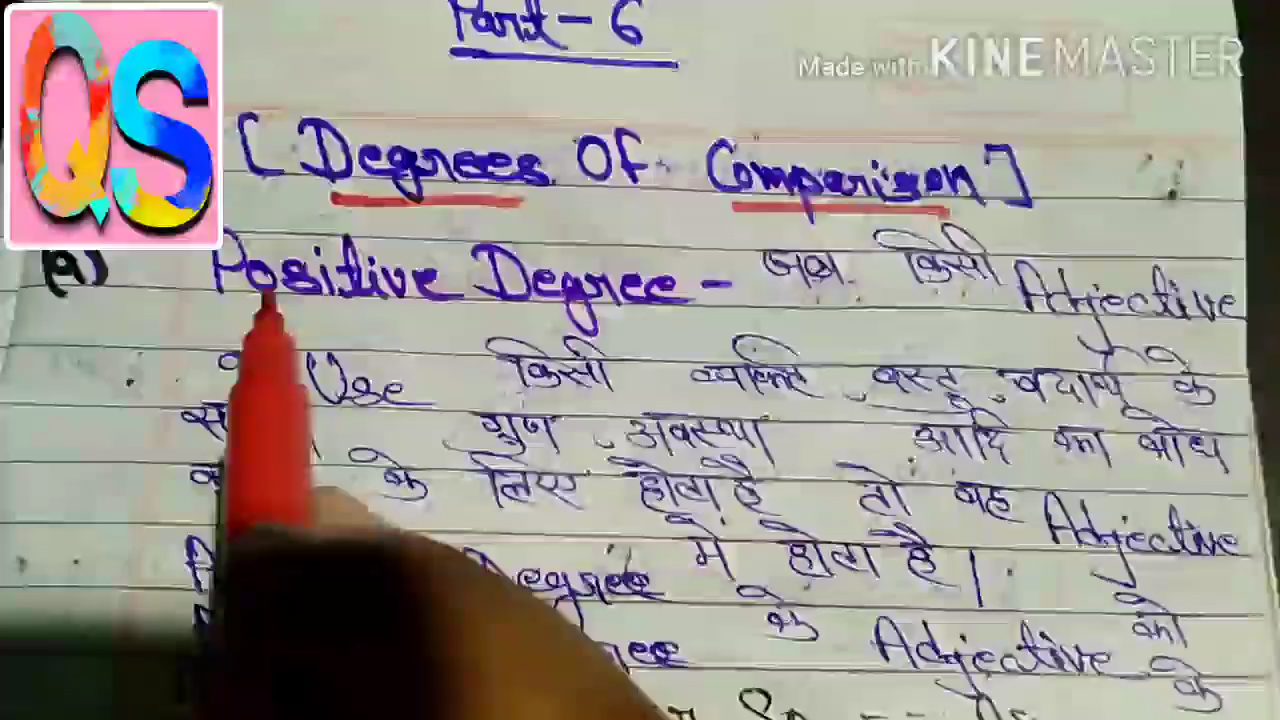 Part - 6
Made with KINEMASTER
QS
[ Degrees Of Comparison ]
(a) Positive Degree - जब किसी Adjective
Use किसी व्यक्ति, वस्तु, पदार्थ के
गुण, अवस्था आदि का बोध
के लिए होता है तो वह Adjective
Degree में होता है।
के Adjective को
के